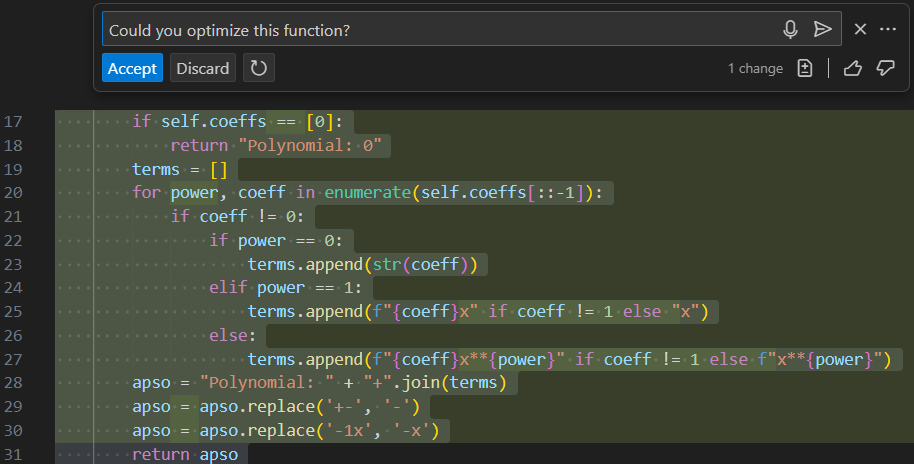 Could you optimize this function?
Accept Discard 1 change
17 if self.coeffs == [0]:
18 return "Polynomial: 0"
19 terms = []
20 for power, coeff in enumerate(self.coeffs[::-1]):
21 if coeff != 0:
22 if power == 0:
23 terms.append(str(coeff))
24 elif power == 1:
25 terms.append(f"{coeff}x" if coeff != 1 else "x")
26 else:
27 terms.append(f"{coeff}x**{power}" if coeff != 1 else f"x**{power}")
28 apso = "Polynomial: " + "+".join(terms)
29 apso = apso.replace('+-', '-')
30 apso = apso.replace('-1x', '-x')
31 return apso